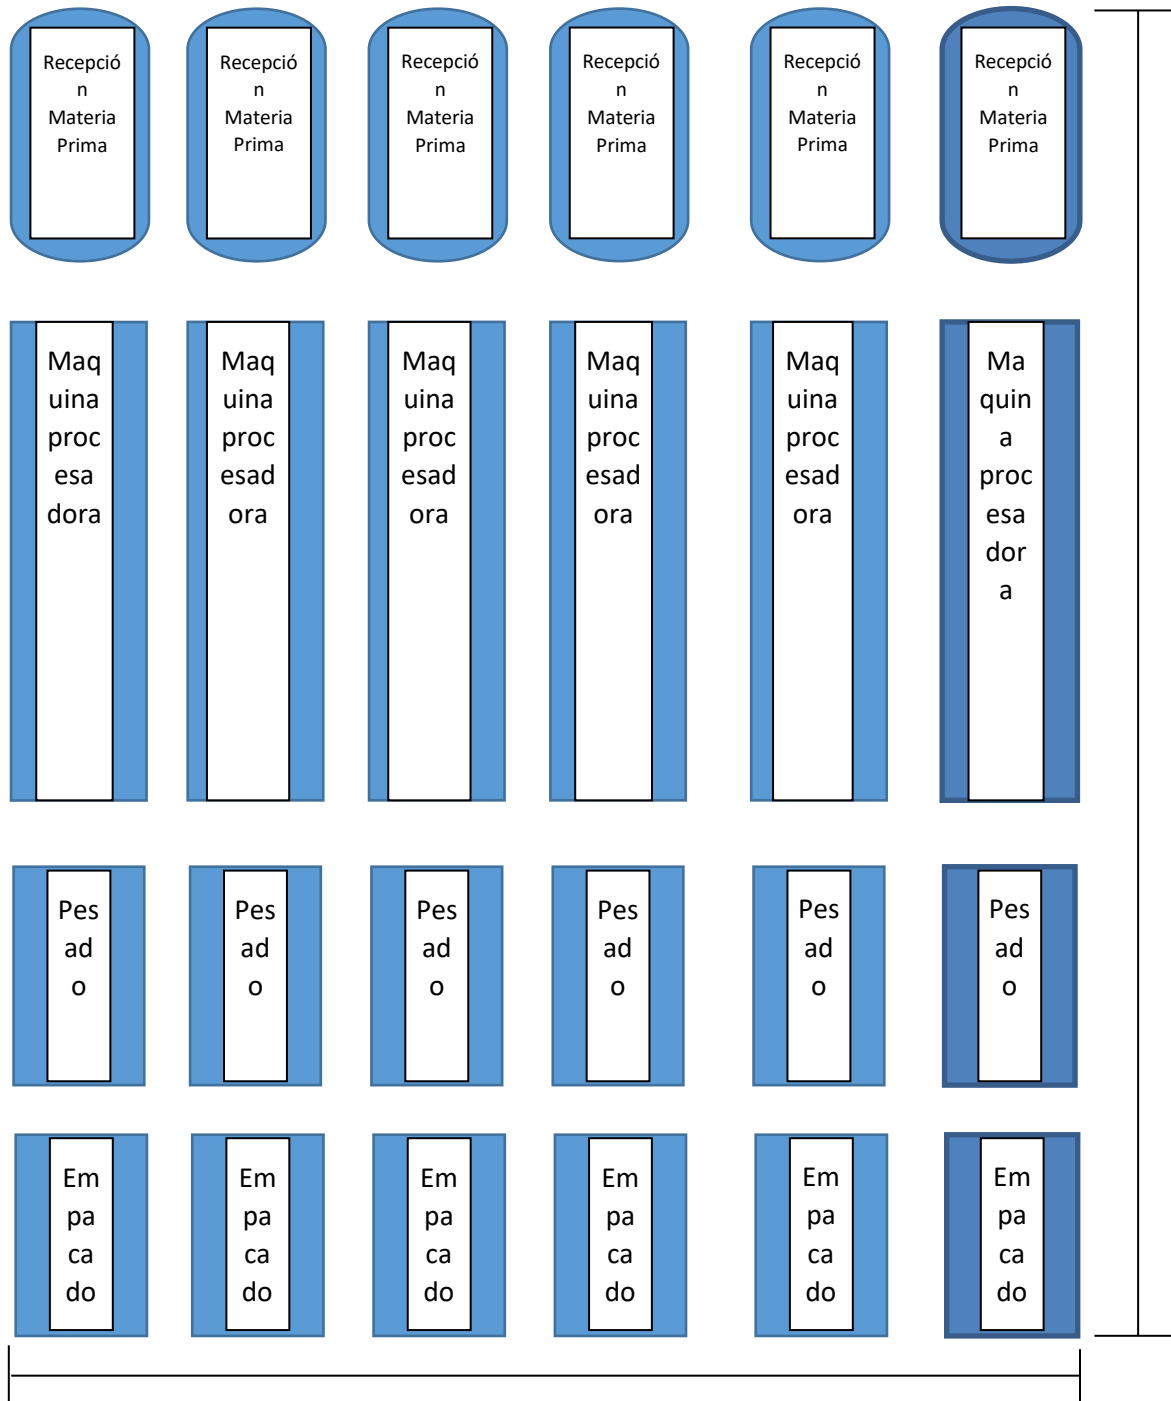 Recepció
n
Materia
Prima
Recepció
n
Materia
Prima
Recepció
n
Materia
Prima
Recepció
n
Materia
Prima
Recepció
n
Materia
Prima
Recepció
n
Materia
Prima
Maq
uina
proc
esa
dora
Maq
uina
proc
esad
ora
Maq
uina
proc
esad
ora
Maq
uina
proc
esad
ora
Maq
uina
proc
esad
ora
Ma
quin
a
proc
esa
dor
a
Pes
ad
o
Pes
ad
o
Pes
ad
o
Pes
ad
o
Pes
ad
o
Pes
ad
o
Em
pa
ca
do
Em
pa
ca
do
Em
pa
ca
do
Em
pa
ca
do
Em
pa
ca
do
Em
pa
ca
do